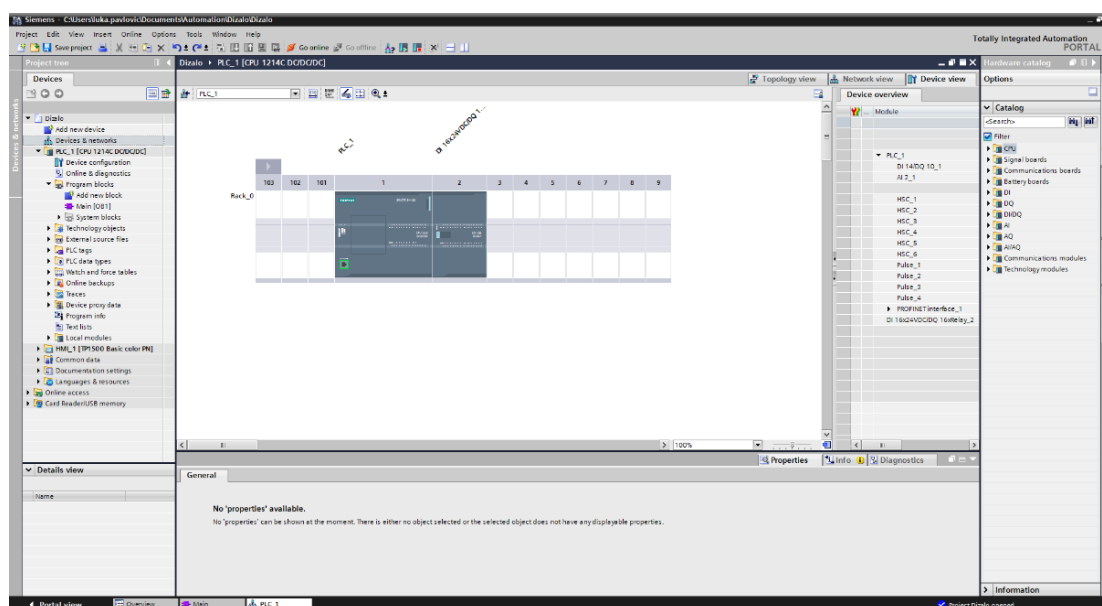 Siemens - C:\Users\luka.pavlovic\Documents\Automation\Dizalo\Dizalo
Project Edit View Insert Online Options Tools Window Help
Totally Integrated Automation
PORTAL
Save project
Go online
Go offline
Project tree
Dizalo PLC_1 [CPU 1214C DC/DC/DC]
Hardware catalog
Devices
Topology view
Network view
Device view
Options
PLC_1
Device overview
Devices & networks
Dizalo
Add new device
Devices & networks
PLC_1 [CPU 1214C DC/DC/DC]
Device configuration
Online & diagnostics
Program blocks
Add new block
Main [OB1]
System blocks
Technology objects
External source files
PLC tags
PLC data types
Watch and force tables
Online backups
Traces
Device proxy data
Program info
Text lists
Local modules
HMI_1 [TP1500 Basic color PN]
Common data
Documentation settings
Languages & resources
Online access
Card Reader/USB memory
PLC_1
DI 16x24VDC/DQ 1...
103 102 101 1 2 3 4 5 6 7 8 9
Rack_0
... Module
PLC_1
DI 14/DQ 10_1
AI 2_1
HSC_1
HSC_2
HSC_3
HSC_4
HSC_5
HSC_6
Pulse_1
Pulse_2
Pulse_3
Pulse_4
PROFINET interface_1
DI 16x24VDC/DQ 16xRelay_2
Catalog
<Search>
Filter
CPU
Signal boards
Communications boards
Battery boards
DI
DQ
DI/DQ
AI
AQ
AI/AQ
Communications modules
Technology modules
100%
Properties
Info
Diagnostics
Details view
Name
General
No 'properties' available.
No 'properties' can be shown at the moment. There is either no object selected or the selected object does not have any displayable properties.
Information
Portal view
Overview
Main
PLC_1
Project Dizalo opened.